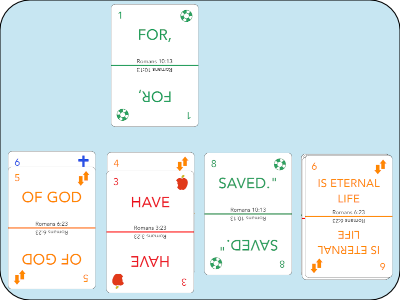 1
FOR,
Romans 10:13
Romans 10:13
FOR,
1
6
5
OF GOD
Romans 6:23
Romans 6:23
OF GOD
5
4
3
HAVE
Romans 3:23
Romans 3:23
HAVE
3
8
SAVED."
Romans 10:13
Romans 10:13
SAVED."
8
6
IS ETERNAL
LIFE
Romans 6:23
Romans 6:23
IS ETERNAL
LIFE
6